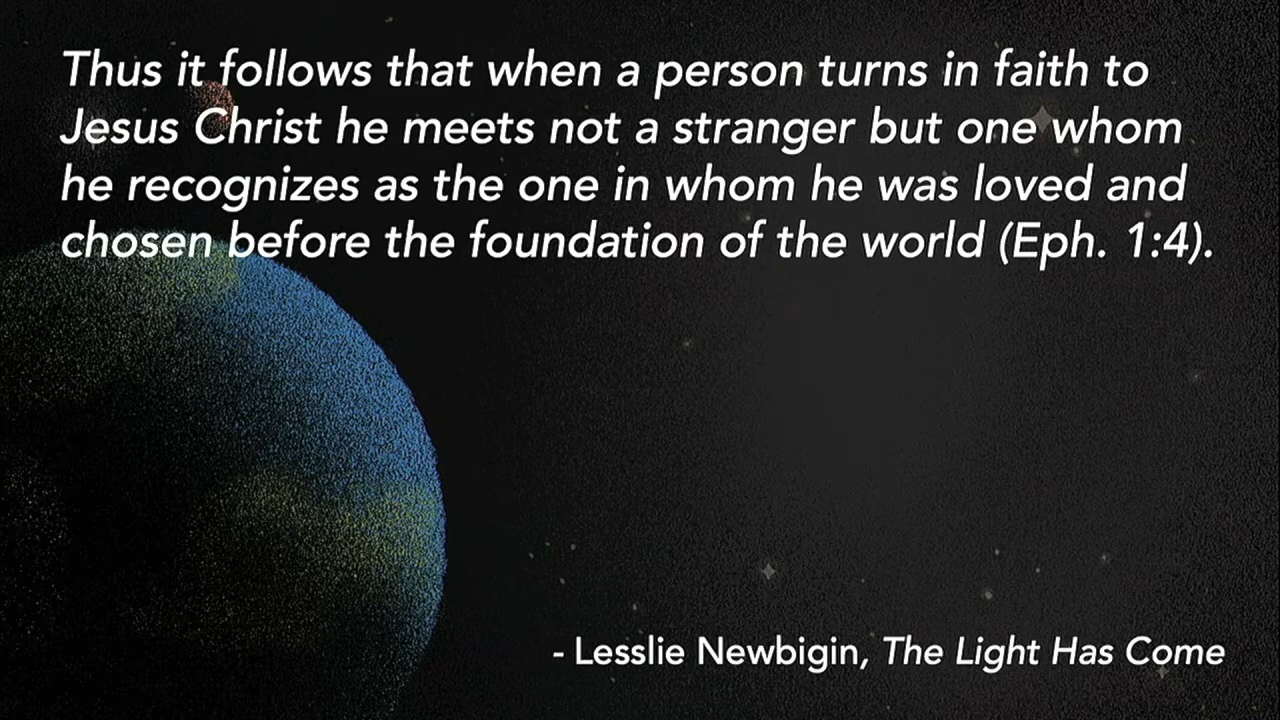 Thus it follows that when a person turns in faith to
Jesus Christ he meets not a stranger but one whom
he recognizes as the one in whom he was loved and
chosen before the foundation of the world (Eph. 1:4).
- Lesslie Newbigin, The Light Has Come